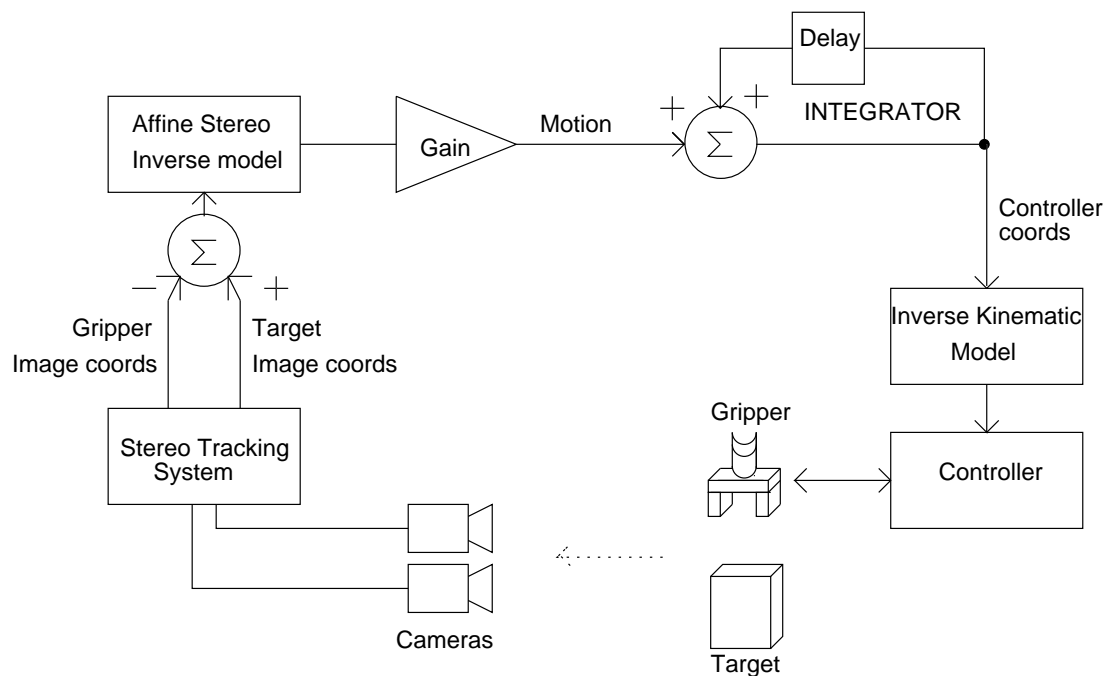 Delay
INTEGRATOR
+
+
Σ
Motion
Gain
Affine Stereo
Inverse model
Σ
−
+
Gripper
Image coords
Target
Image coords
Controller
coords
Inverse Kinematic
Model
Controller
Stereo Tracking
System
Gripper
Cameras
Target